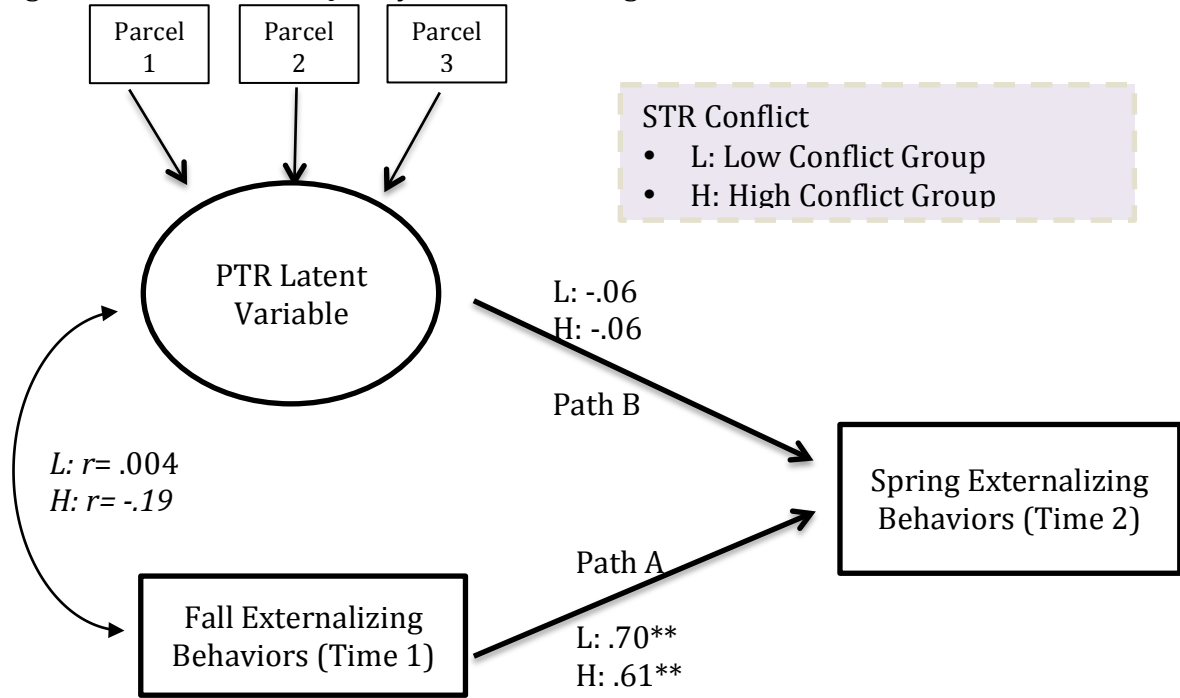 Parcel
1
Parcel
2
Parcel
3
STR Conflict
• L: Low Conflict Group
• H: High Conflict Group
PTR Latent
Variable
L: -.06
H: -.06
Path B
L: r= .004
H: r= -.19
Spring Externalizing
Behaviors (Time 2)
Path A
Fall Externalizing
Behaviors (Time 1)
L: .70**
H: .61**